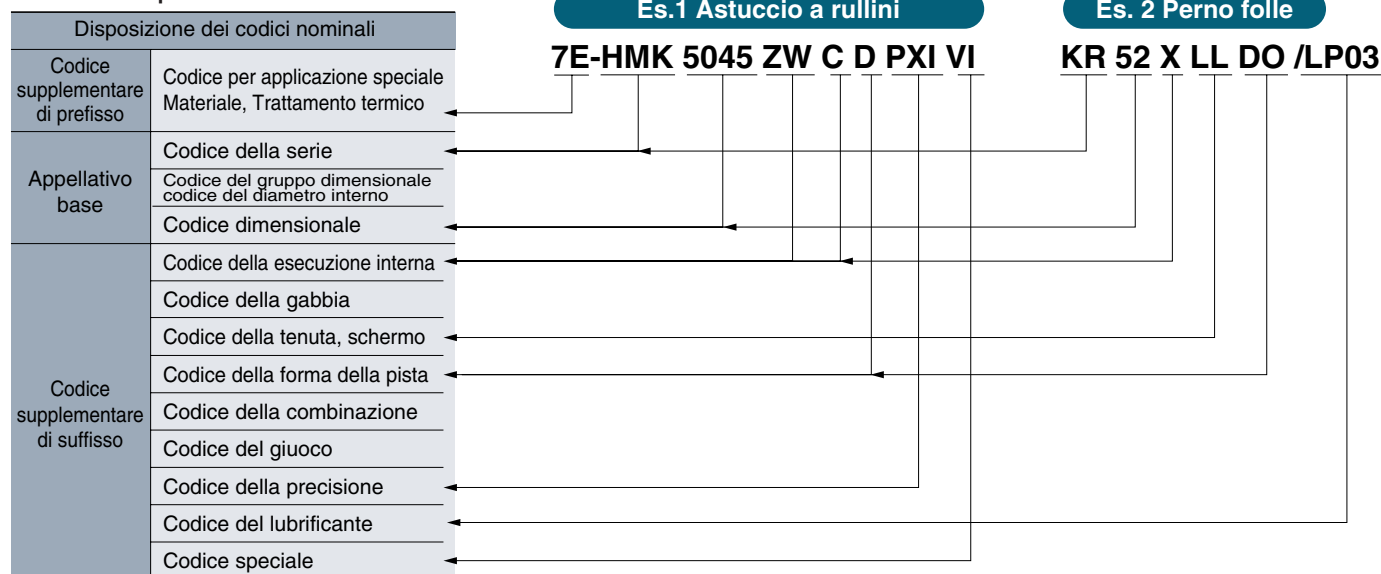 Es.1 Astuccio a rullini
Es. 2 Perno folle
Disposizione dei codici nominali
7E-HMK 5045 ZW C D PXI VI
KR 52 X LL DO /LP03
Codice
supplementare
di prefisso
Codice per applicazione speciale
Materiale, Trattamento termico
Appellativo
base
Codice della serie
Codice del gruppo dimensionale
codice del diametro interno
Codice dimensionale
Codice
supplementare
di suffisso
Codice della esecuzione interna
Codice della gabbia
Codice della tenuta, schermo
Codice della forma della pista
Codice della combinazione
Codice del giuoco
Codice della precisione
Codice del lubrificante
Codice speciale